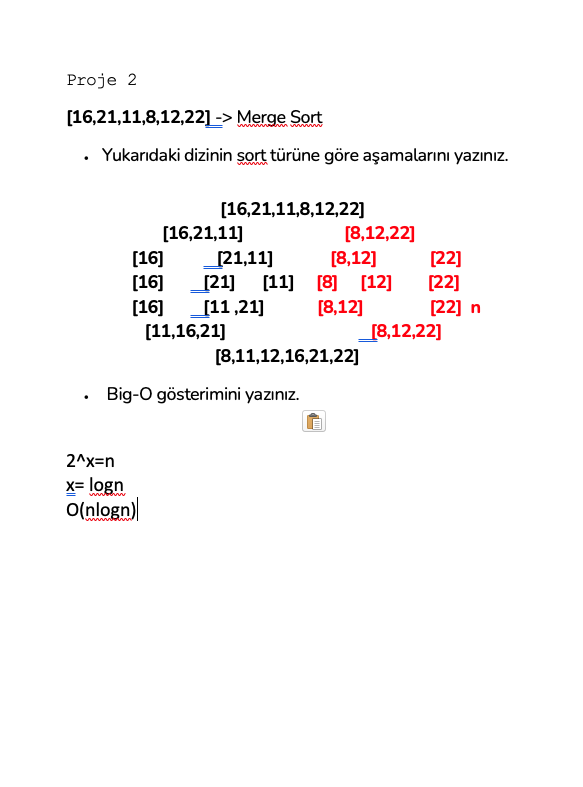 Proje 2
[16,21,11,8,12,22] -> Merge Sort
• Yukarıdaki dizinin sort türüne göre aşamalarını yazınız.
[16,21,11,8,12,22]
[16,21,11] [8,12,22]
[16] [21,11] [8,12] [22]
[16] [21] [11] [8] [12] [22]
[16] [11 ,21] [8,12] [22] n
[11,16,21] [8,12,22]
[8,11,12,16,21,22]
• Big-O gösterimini yazınız.
2^x=n
x= logn
O(nlogn)